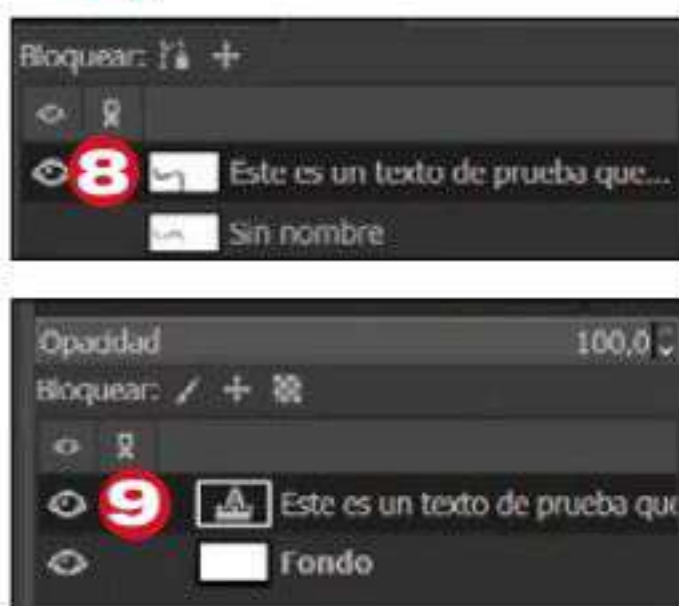 Bloquear:
8
Este es un texto de prueba que...
Sin nombre
Opacidad 100,0
Bloquear:
9
Este es un texto de prueba que
Fondo